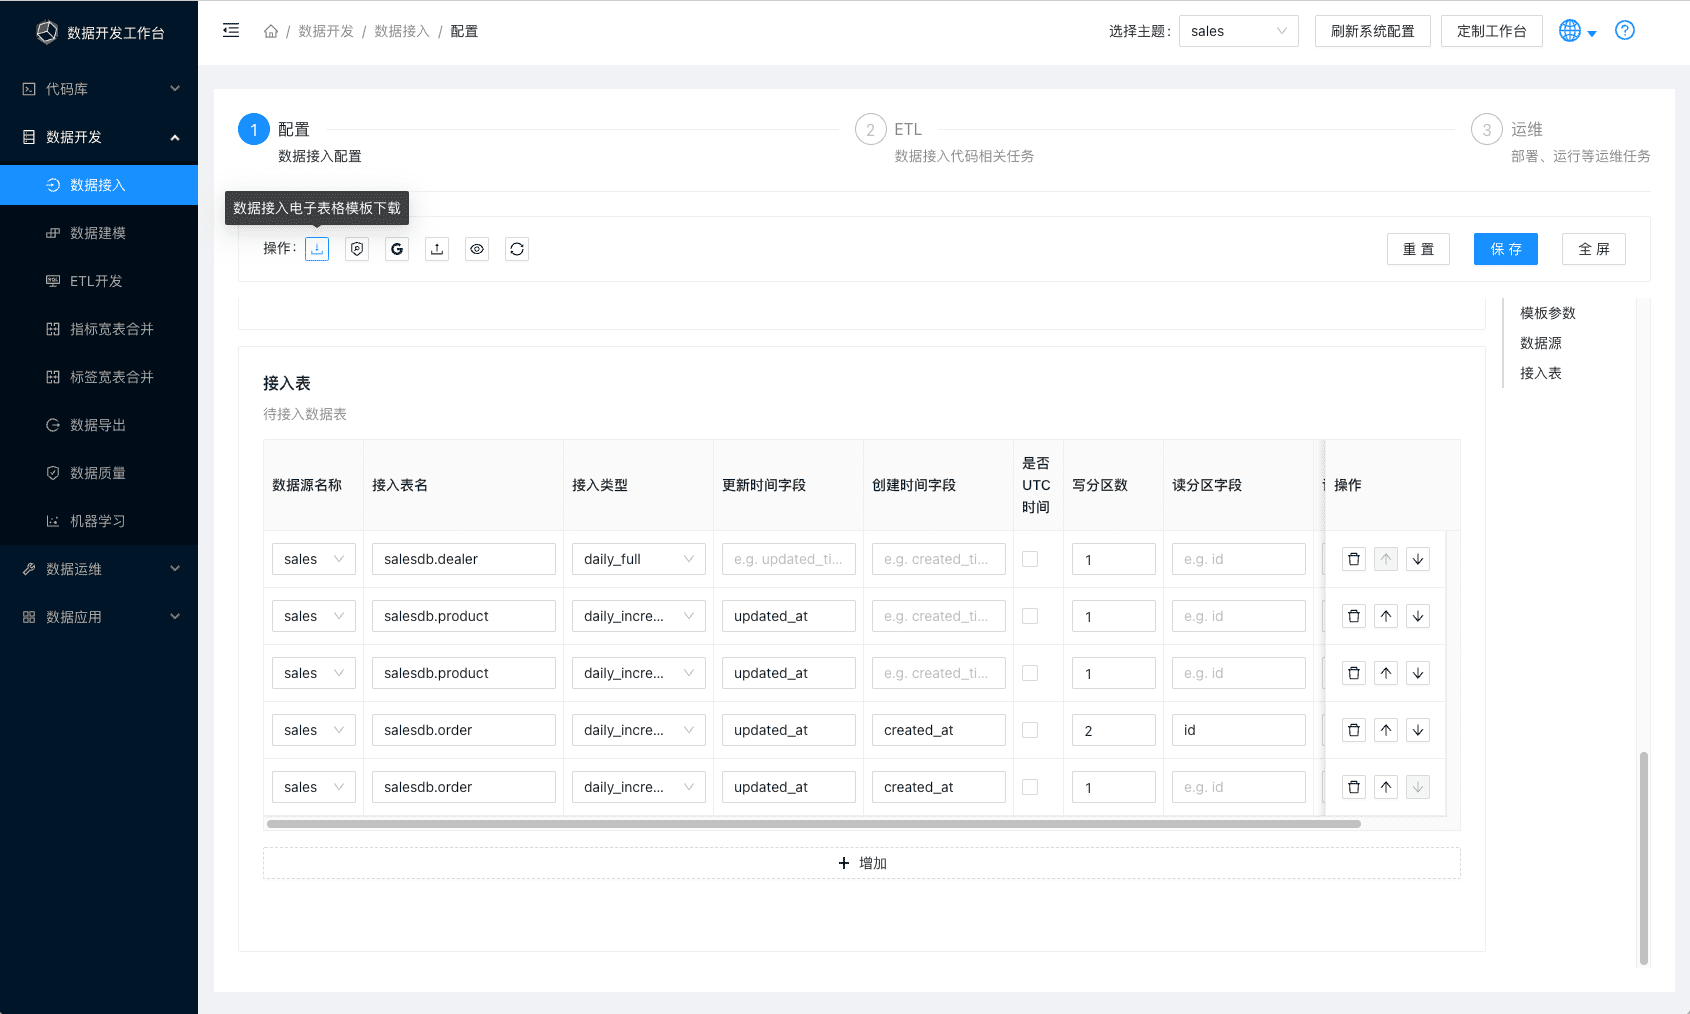 数据开发工作台
代码库
数据开发
数据接入
数据建模
ETL开发
指标宽表合并
标签宽表合并
数据导出
数据质量
机器学习
数据运维
数据应用
/ 数据开发 / 数据接入 / 配置
选择主题: sales 刷新系统配置 定制工作台
1 配置
数据接入配置
2 ETL
数据接入代码相关任务
3 运维
部署、运行等运维任务
数据接入电子表格模板下载
操作:
重 置 保 存 全 屏
模板参数
数据源
接入表
接入表
待接入数据表
数据源名称 接入表名 接入类型 更新时间字段 创建时间字段 是否UTC时间 写分区数 读分区字段 操作
sales salesdb.dealer daily_full e.g. updated_ti... e.g. created_ti... 1 e.g. id
sales salesdb.product daily_incre... updated_at e.g. created_ti... 1 e.g. id
sales salesdb.product daily_incre... updated_at e.g. created_ti... 1 e.g. id
sales salesdb.order daily_incre... updated_at created_at 2 id
sales salesdb.order daily_incre... updated_at created_at 1 e.g. id
+ 增加